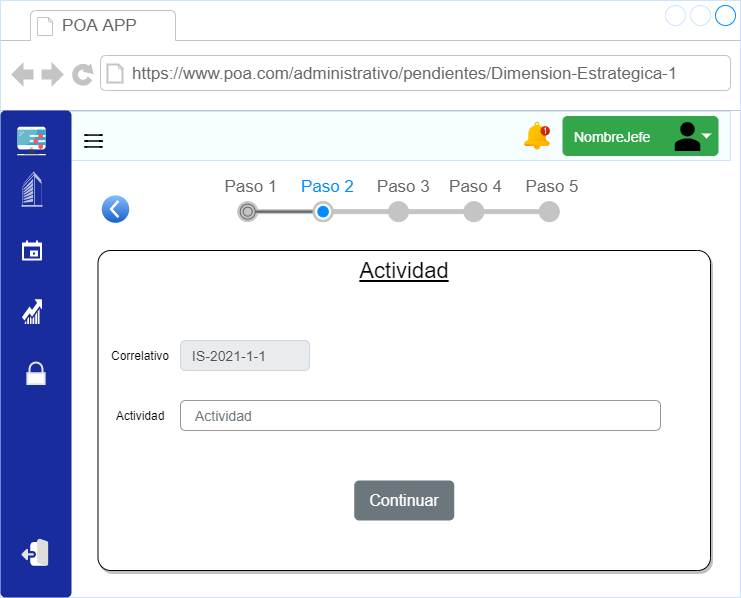 POA APP
https://www.poa.com/administrativo/pendientes/Dimension-Estrategica-1
1
NombreJefe
Paso 1 Paso 2 Paso 3 Paso 4 Paso 5
Actividad
Correlativo IS-2021-1-1
Actividad Actividad
Continuar